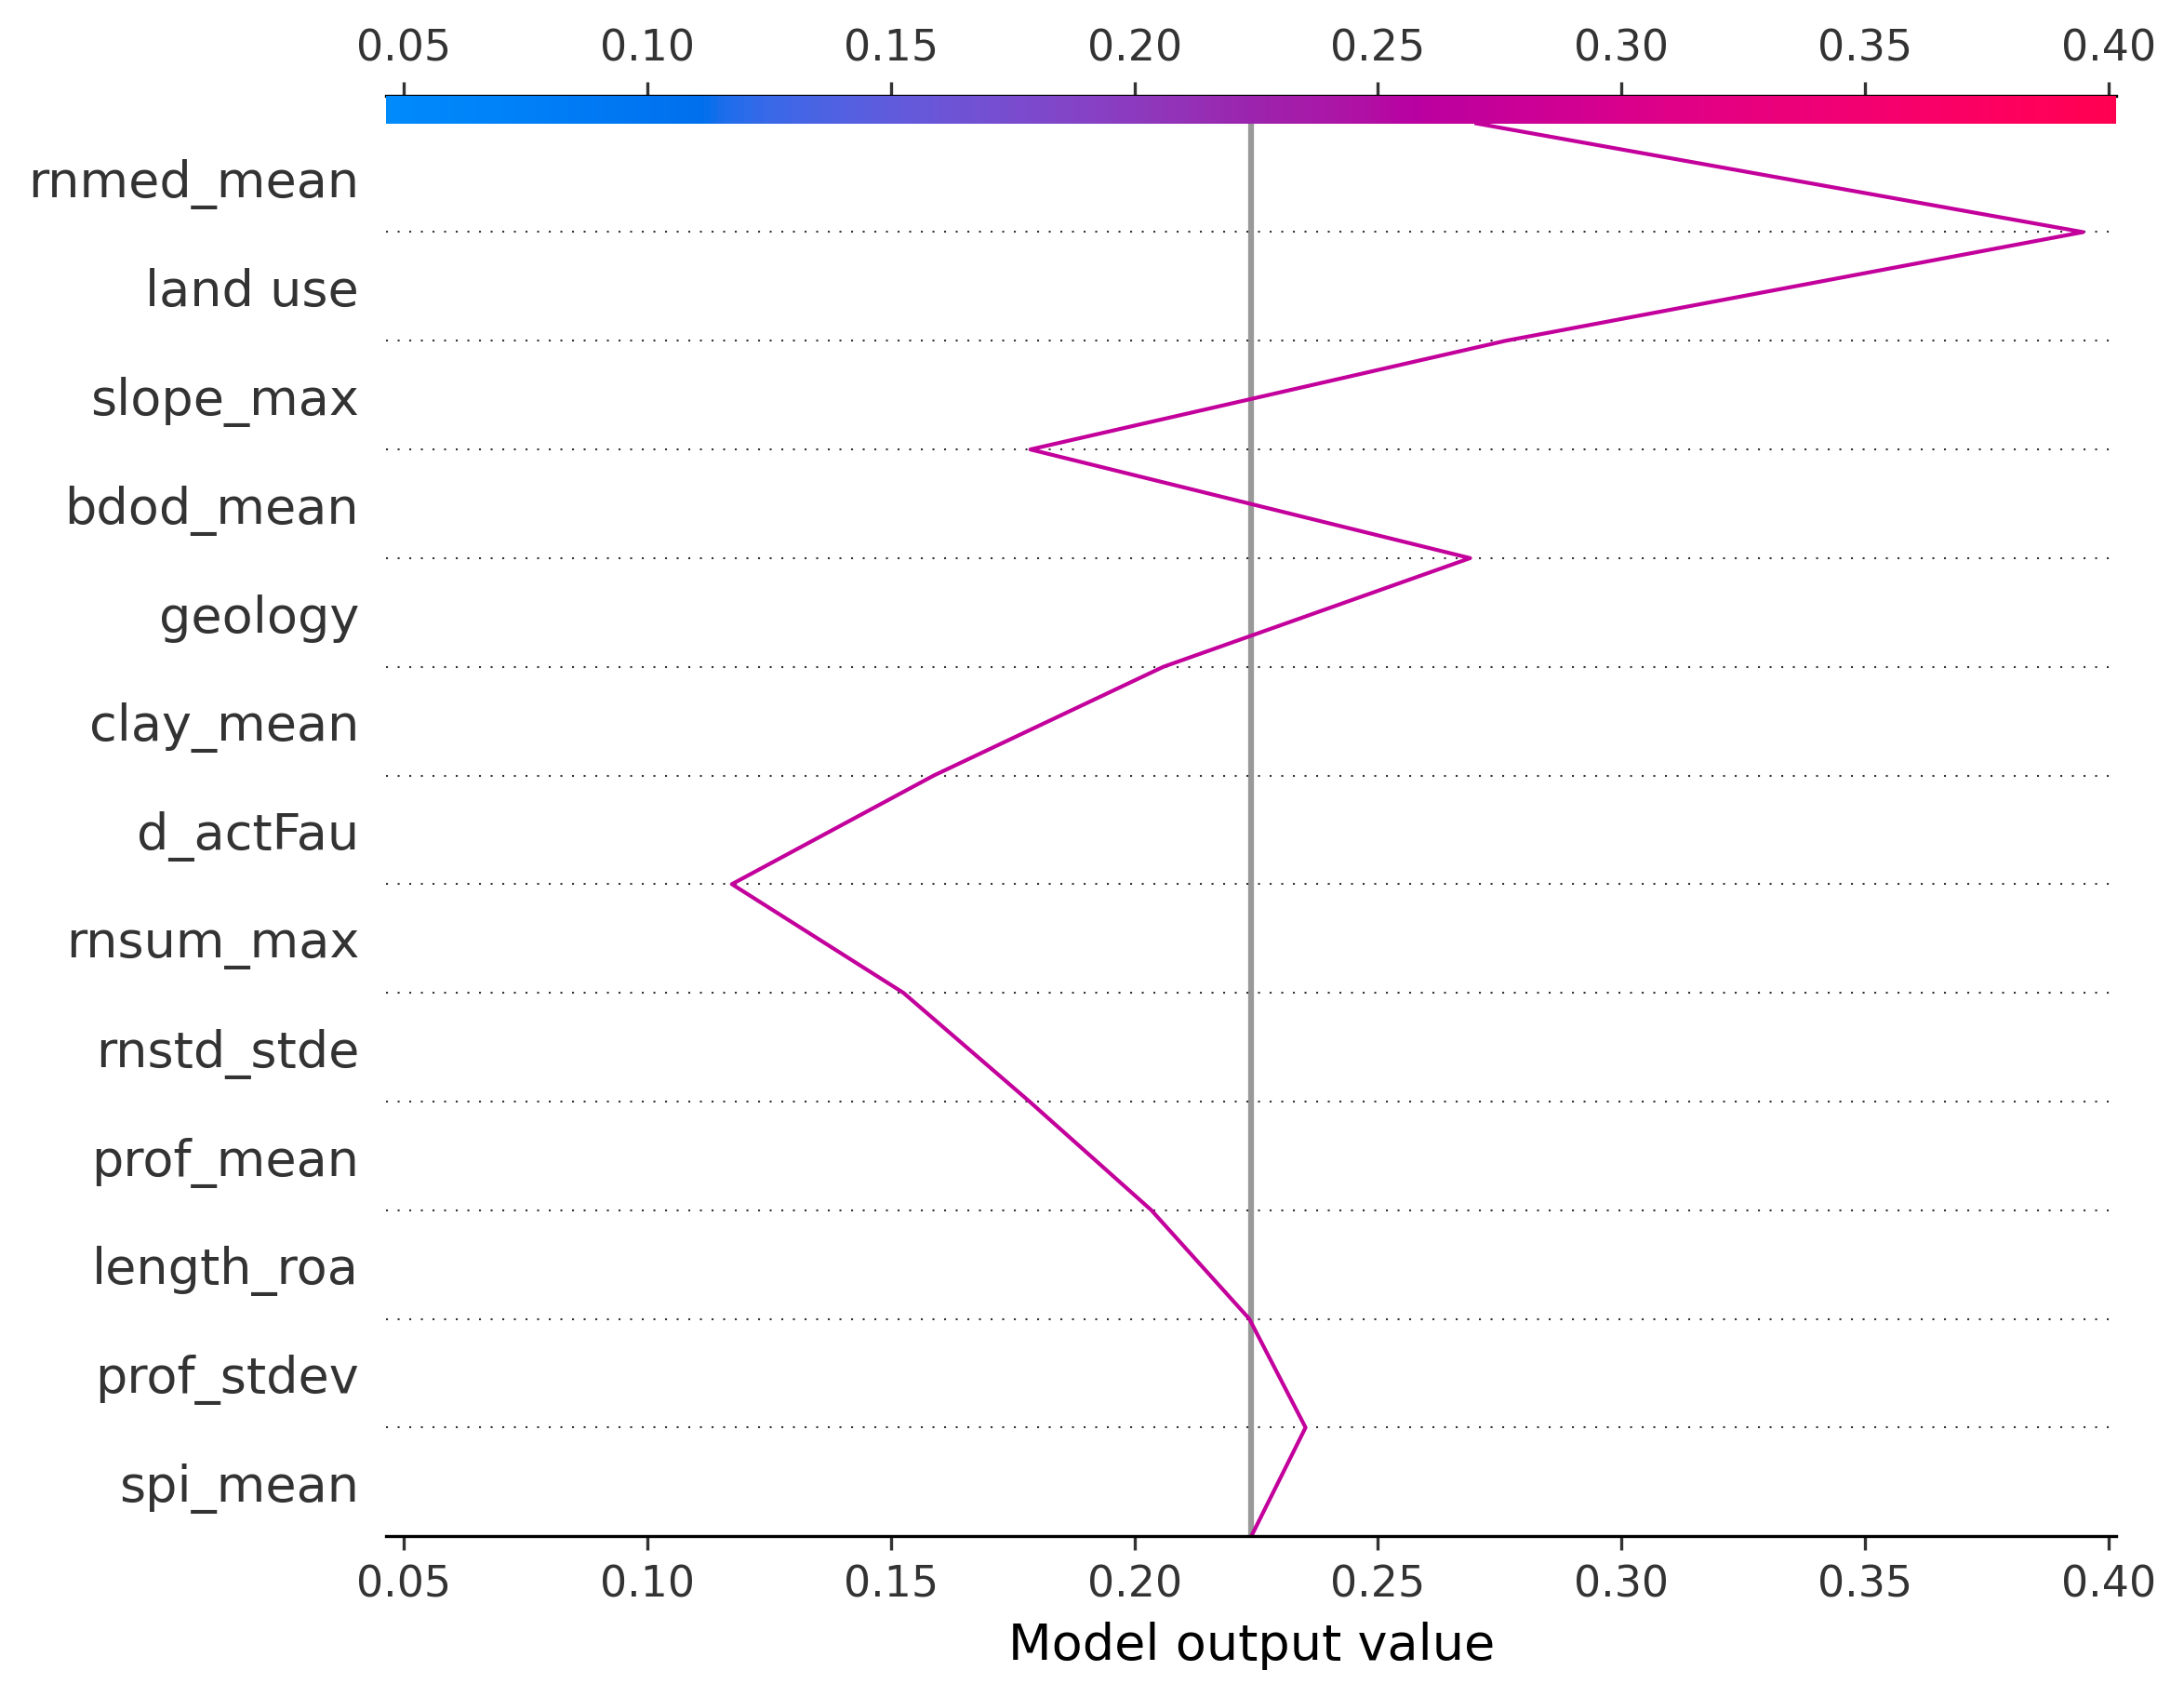 0.05 0.10 0.15 0.20 0.25 0.30 0.35 0.40
rnmed_mean
land use
slope_max
bdod_mean
geology
clay_mean
d_actFau
rnsum_max
rnstd_stde
prof_mean
length_roa
prof_stdev
spi_mean
0.05 0.10 0.15 0.20 0.25 0.30 0.35 0.40
Model output value